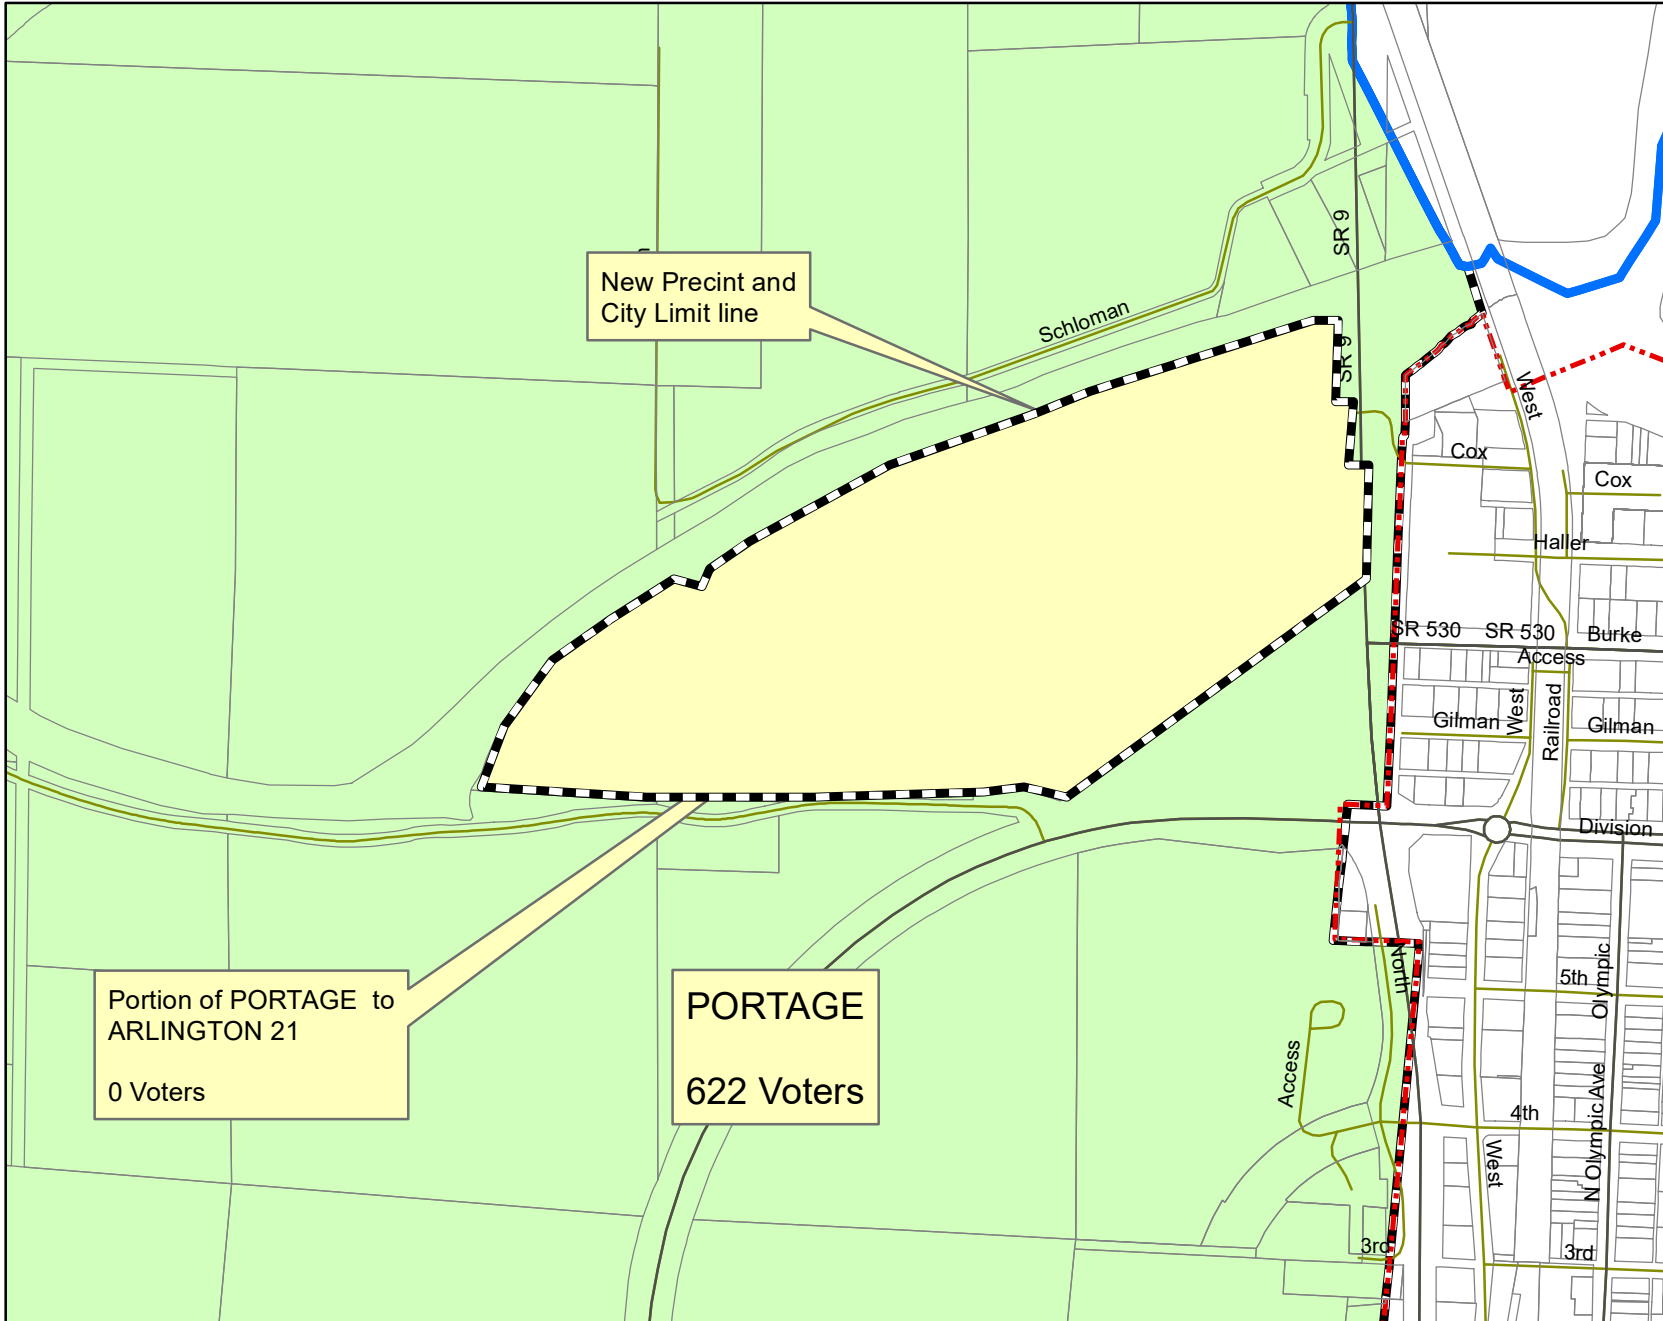 SR 9
New Precint and
City Limit line
Schloman
SR 9
West
Cox
Cox
Haller
SR 530
SR 530
Burke
Access
West
Railroad
Gilman
Gilman
Division
Portion of PORTAGE to
ARLINGTON 21
0 Voters
PORTAGE
622 Voters
North
5th
N Olympic Ave
Olympic
Access
4th
West
3rd
3rd